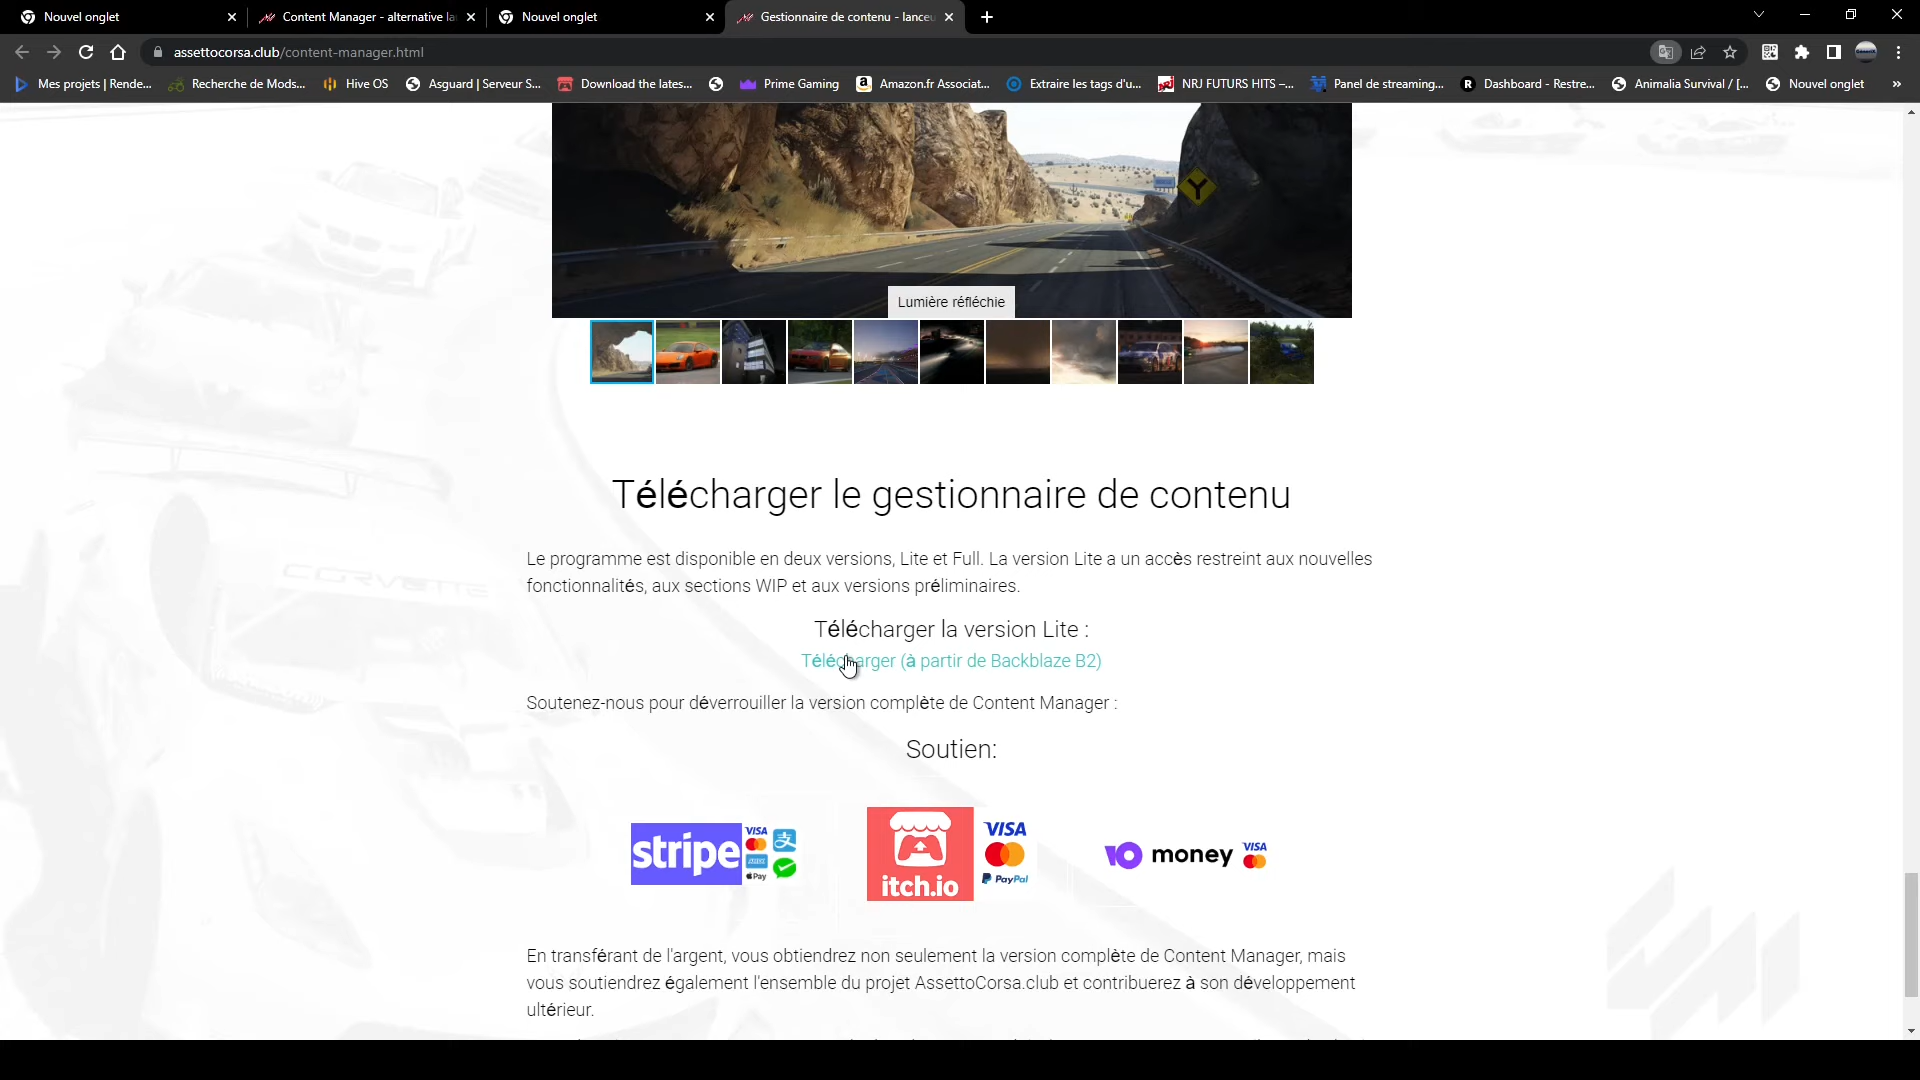 Nouvel onglet
Content Manager - alternative la
Nouvel onglet
Gestionnaire de contenu - lanceu
assettocorsa.club/content-manager.html
Mes projets | Rende...
Recherche de Mods...
Hive OS
Asguard | Serveur S...
Download the lates...
Prime Gaming
Amazon.fr Associat...
Extraire les tags d'u...
NRJ FUTURS HITS –...
Panel de streaming,...
Dashboard - Restre...
Animalia Survival / [...
Nouvel onglet
»
Lumière réfléchie
Télécharger le gestionnaire de contenu
Le programme est disponible en deux versions, Lite et Full. La version Lite a un accès restreint aux nouvelles
fonctionnalités, aux sections WIP et aux versions préliminaires.
Télécharger la version Lite :
Télécharger (à partir de Backblaze B2)
Soutenez-nous pour déverrouiller la version complète de Content Manager :
Soutien:
stripe VISA Pay
itch.io VISA PayPal
money VISA
En transférant de l'argent, vous obtiendrez non seulement la version complète de Content Manager, mais
vous soutiendrez également l'ensemble du projet AssettoCorsa.club et contribuerez à son développement
ultérieur.
CORVETTE